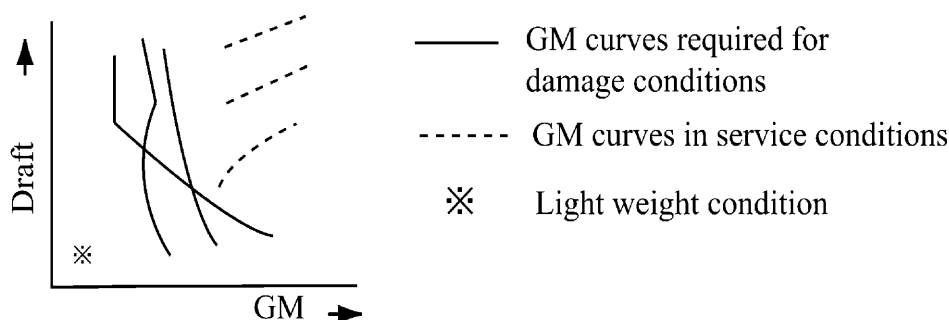 GM curves required for
damage conditions
GM curves in service conditions
※ Light weight condition
Draft
※
GM